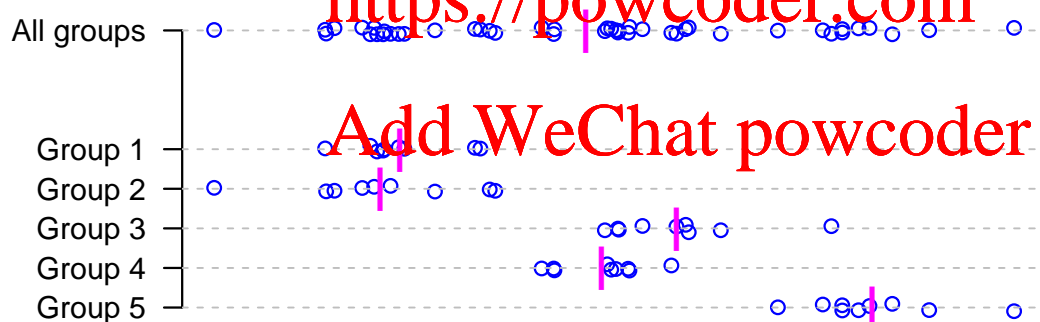 https://powcoder.com
All groups
Add WeChat powcoder
Group 1
Group 2
Group 3
Group 4
Group 5